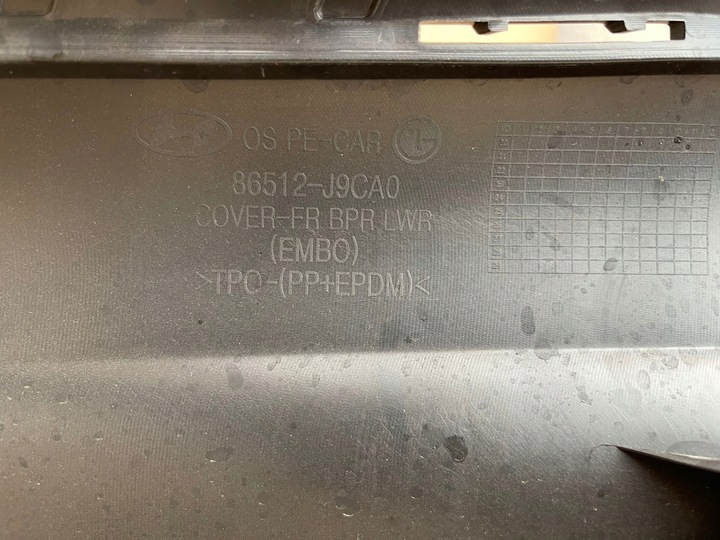 OS PE-CAR
86512-J9CA0
COVER-FR BPR LWR
(EMBO)
>TPO-(PP+EPDM)<